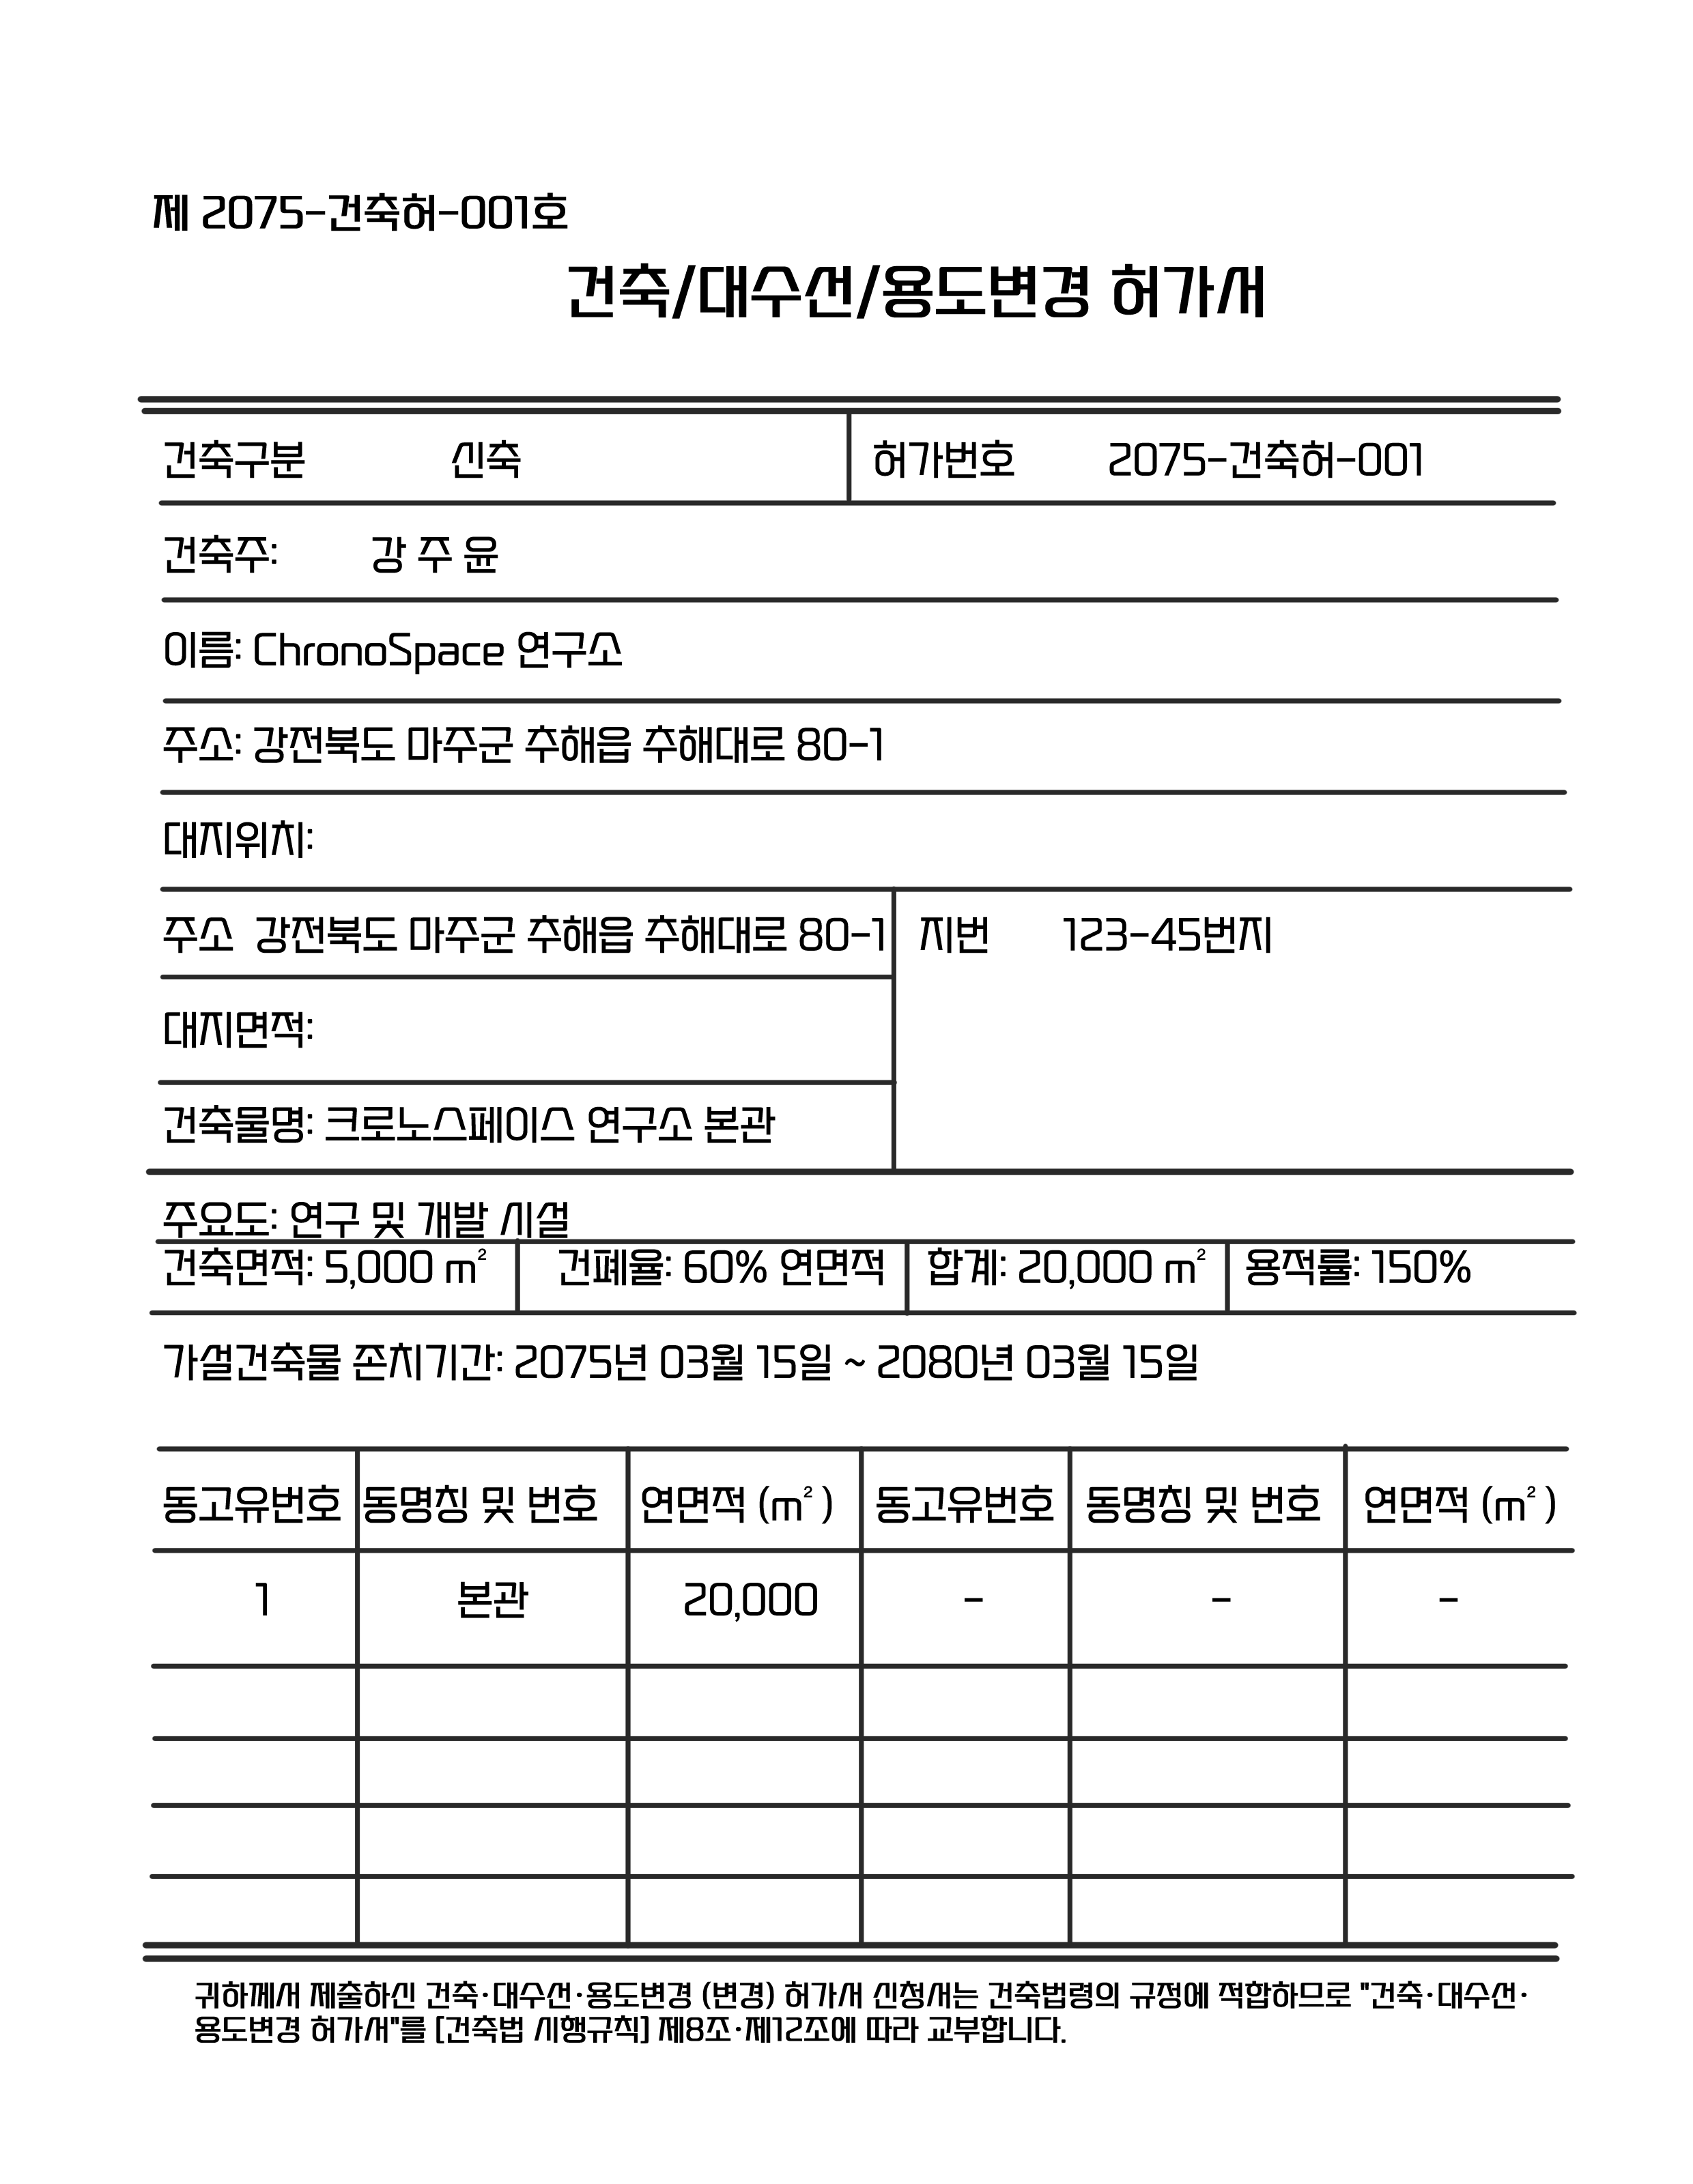 제 2075-건축허-001호
건축/대수선/용도변경 허가서
건축구분 신축 허가번호 2075-건축허-001
건축주: 강 주 윤
이름: ChronoSpace 연구소
주소: 강전북도 마주군 추해읍 추해대로 80-1
대지위치:
주소 강전북도 마주군 추해읍 추해대로 80-1 지번 123-45번지
대지면적:
건축물명: 크로노스페이스 연구소 본관
주요도: 연구 및 개발 시설
건축면적: 5,000 m² 건폐율: 60% 연면적 합계: 20,000 m² 용적률: 150%
가설건축물 존치기간: 2075년 03월 15일 ~ 2080년 03월 15일
동고유번호 동명칭 및 번호 연면적 (m²) 동고유번호 동명칭 및 번호 연면적 (m²)
1 본관 20,000 - - -
귀하께서 제출하신 건축·대수선·용도변경 (변경) 허가서 신청서는 건축법령의 규정에 적합하므로 "건축·대수선·
용도변경 허가서"를 [건축법 시행규칙] 제8조·제12조에 따라 교부합니다.